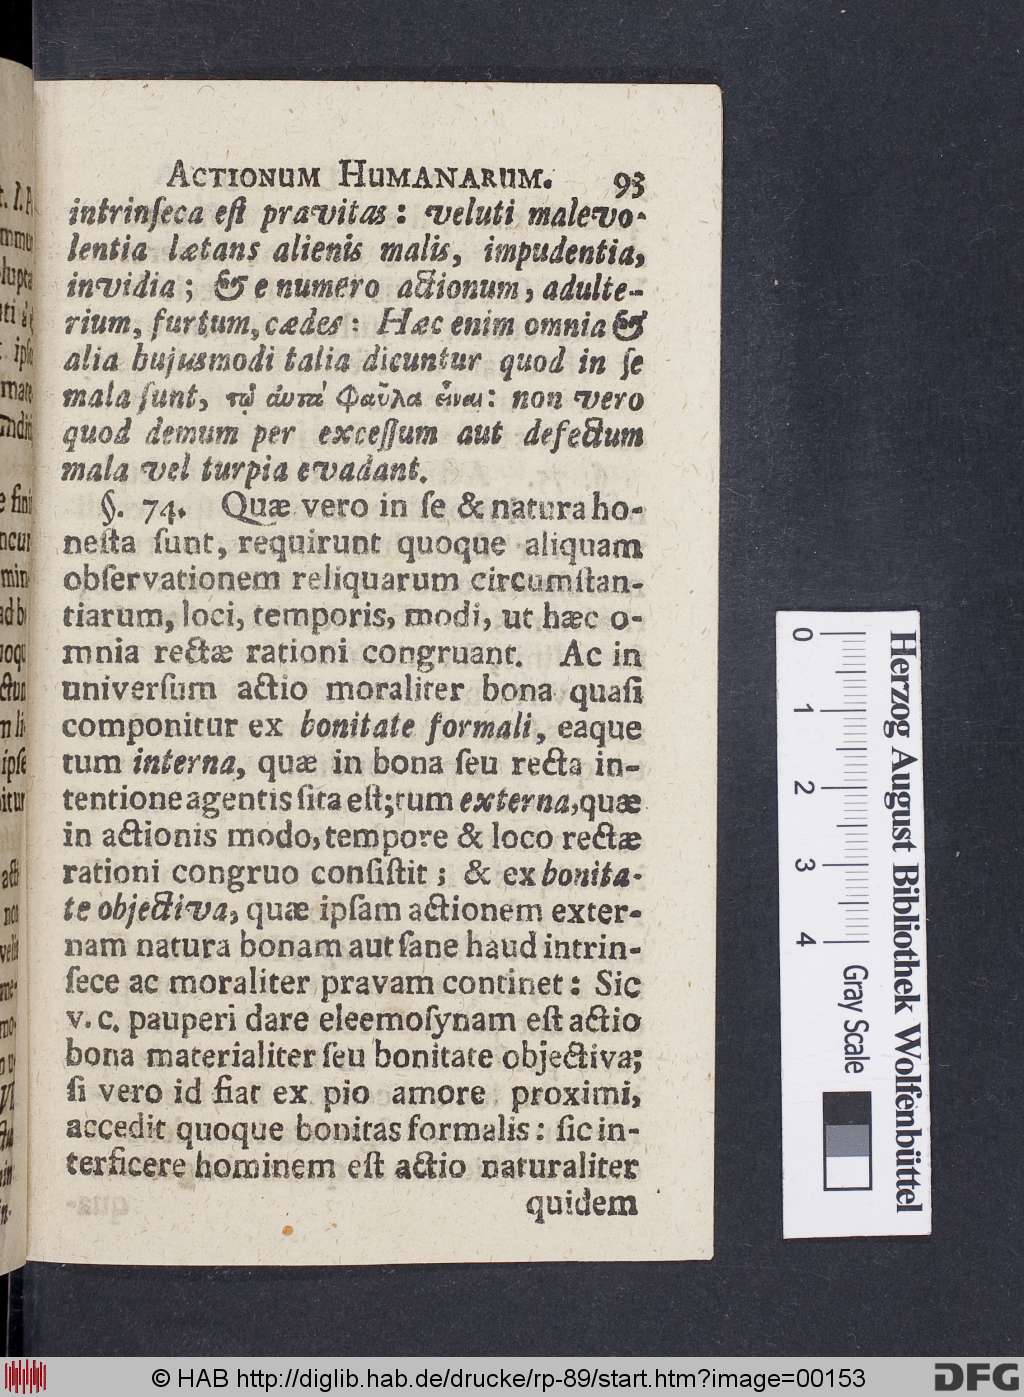 ACTIONUM HUMANARUM. 93
intrinſeca eſt pravitas: veluti malevo-
lentia lætans alienis malis, impudentia,
invidia; & e numero actionum, adulte-
rium, furtum, cædes: Hæc enim omnia &
alia hujusmodi talia dicuntur quod in ſe
mala ſunt, τῷ ἀυτὰ φαῦλα εἶναι: non vero
quod demum per exceſſum aut defectum
mala vel turpia evadant.
§. 74. Quæ vero in ſe & natura ho-
neſta ſunt, requirunt quoque aliquam
obſervationem reliquarum circumſtan-
tiarum, loci, temporis, modi, ut hæc o-
mnia rectæ rationi congruant. Ac in
univerſum actio moraliter bona quaſi
componitur ex bonitate formali, eaque
tum interna, quæ in bona ſeu recta in-
tentione agentis ſita eſt; tum externa, quæ
in actionis modo, tempore & loco rectæ
rationi congruo conſiſtit; & ex bonita-
te objectiva, quæ ipſam actionem exter-
nam natura bonam aut ſane haud intrin-
ſece ac moraliter pravam continet: Sic
v. c. pauperi dare eleemoſynam eſt actio
bona materialiter ſeu bonitate objectiva;
ſi vero id fiat ex pio amore proximi,
accedit quoque bonitas formalis: ſic in-
terficere hominem eſt actio naturaliter
quidem
0 1 2 3 4
Herzog August Bibliothek Wolfenbüttel
Gray Scale
© HAB http://diglib.hab.de/drucke/rp-89/start.htm?image=00153
DFG